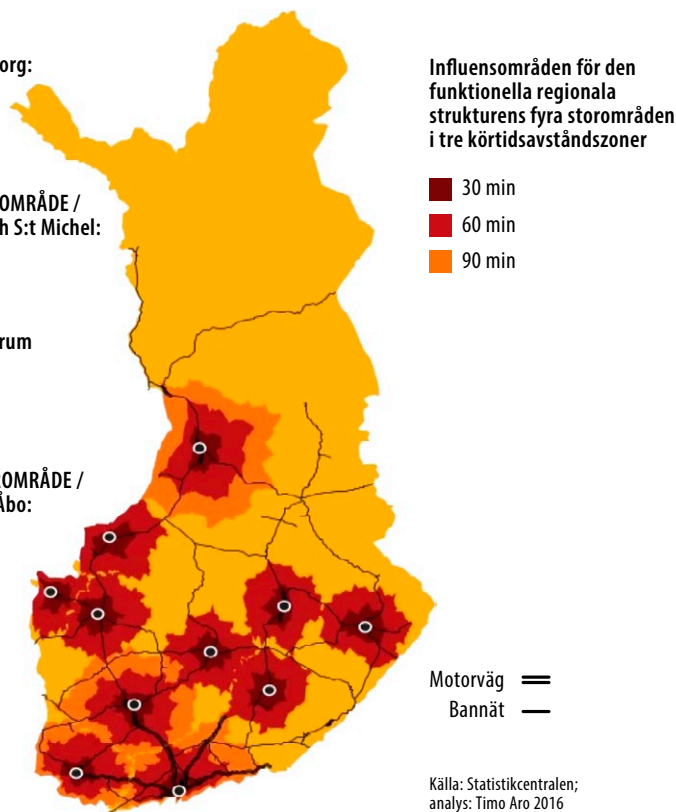 org:
OMRÅDE /
h S:t Michel:
rum
ROMRÅDE /
Åbo:
Influensområden för den
funktionella regionala
strukturens fyra storområden
i tre körtidsavståndszoner
30 min
60 min
90 min
Motorväg
Bannät
Källa: Statistikcentralen;
analys: Timo Aro 2016